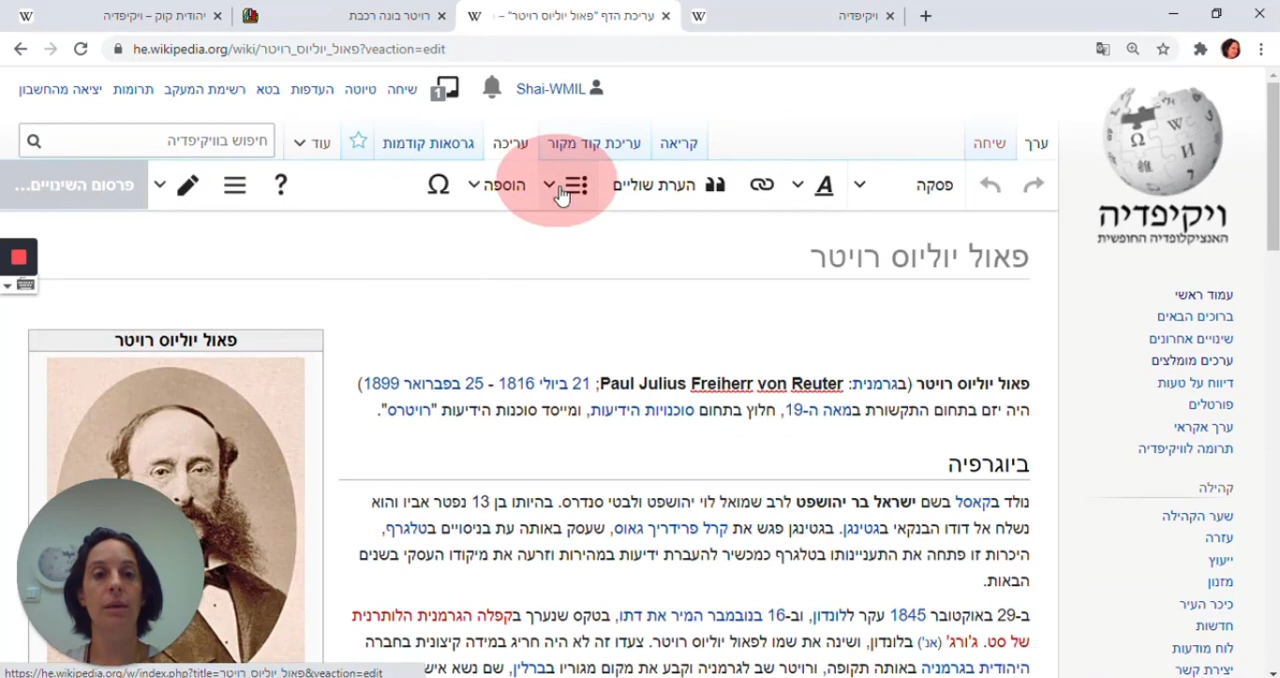 יהודית קוק – ויקיפדיה
רויטר בונה רכבת
עריכת הדף "פאול יוליוס רויטר" –
ויקיפדיה
he.wikipedia.org/wiki/פאול_יוליוס_רויטר?veaction=edit
Shai-WMIL
1
שיחה
טיוטה
העדפות
בטא
רשימת המעקב
תרומות
יציאה מהחשבון
ערך
שיחה
קריאה
עריכת קוד מקור
עריכה
גרסאות קודמות
עוד
חיפוש בוויקיפדיה
פסקה
A
הערת שוליים
הוספה
Ω
?
פרסום השינויים...
ויקיפדיה
האנציקלופדיה החופשית
פאול יוליוס רויטר
פאול יוליוס רויטר
פאול יוליוס רויטר (בגרמנית: Paul Julius Freiherr von Reuter; 21 ביולי 1816 - 25 בפברואר 1899)
היה יזם בתחום התקשורת במאה ה-19, חלוץ בתחום סוכנויות הידיעות, ומייסד סוכנות הידיעות "רויטרס".
ביוגרפיה
נולד בקאסל בשם ישראל בר יהושפט לרב שמואל לוי יהושפט ולבטי סנדרס. בהיותו בן 13 נפטר אביו והוא
נשלח אל דודו הבנקאי בגטינגן. בגטינגן פגש את קרל פרידריך גאוס, שעסק באותה עת בניסויים בטלגרף,
היכרות זו פתחה את התעניינותו בטלגרף כמכשיר להעברת ידיעות במהירות וזרעה את מיקודו העסקי בשנים
הבאות.
ב-29 באוקטובר 1845 עקר ללונדון, וב-16 בנובמבר המיר את דתו, בטקס שנערך בקפלה הגרמנית הלותרנית
של סט. ג'ורג' (אנ') בלונדון, ושינה את שמו לפאול יוליוס רויטר. צעדו זה לא היה חריג במידה קיצונית בחברה
היהודית בגרמניה באותה תקופה, ורויטר שב לגרמניה וקבע את מקום מגוריו בברלין, שם נשא איש
עמוד ראשי
ברוכים הבאים
שינויים אחרונים
ערכים מומלצים
דיווח על טעות
פורטלים
ערך אקראי
תרומה לוויקיפדיה
קהילה
שער הקהילה
עזרה
ייעוץ
מזנון
כיכר העיר
חדשות
לוח מודעות
יצירת קשר
https://he.wikipedia.org/w/index.php?title=פאול_יוליוס_רויטר&veaction=edit